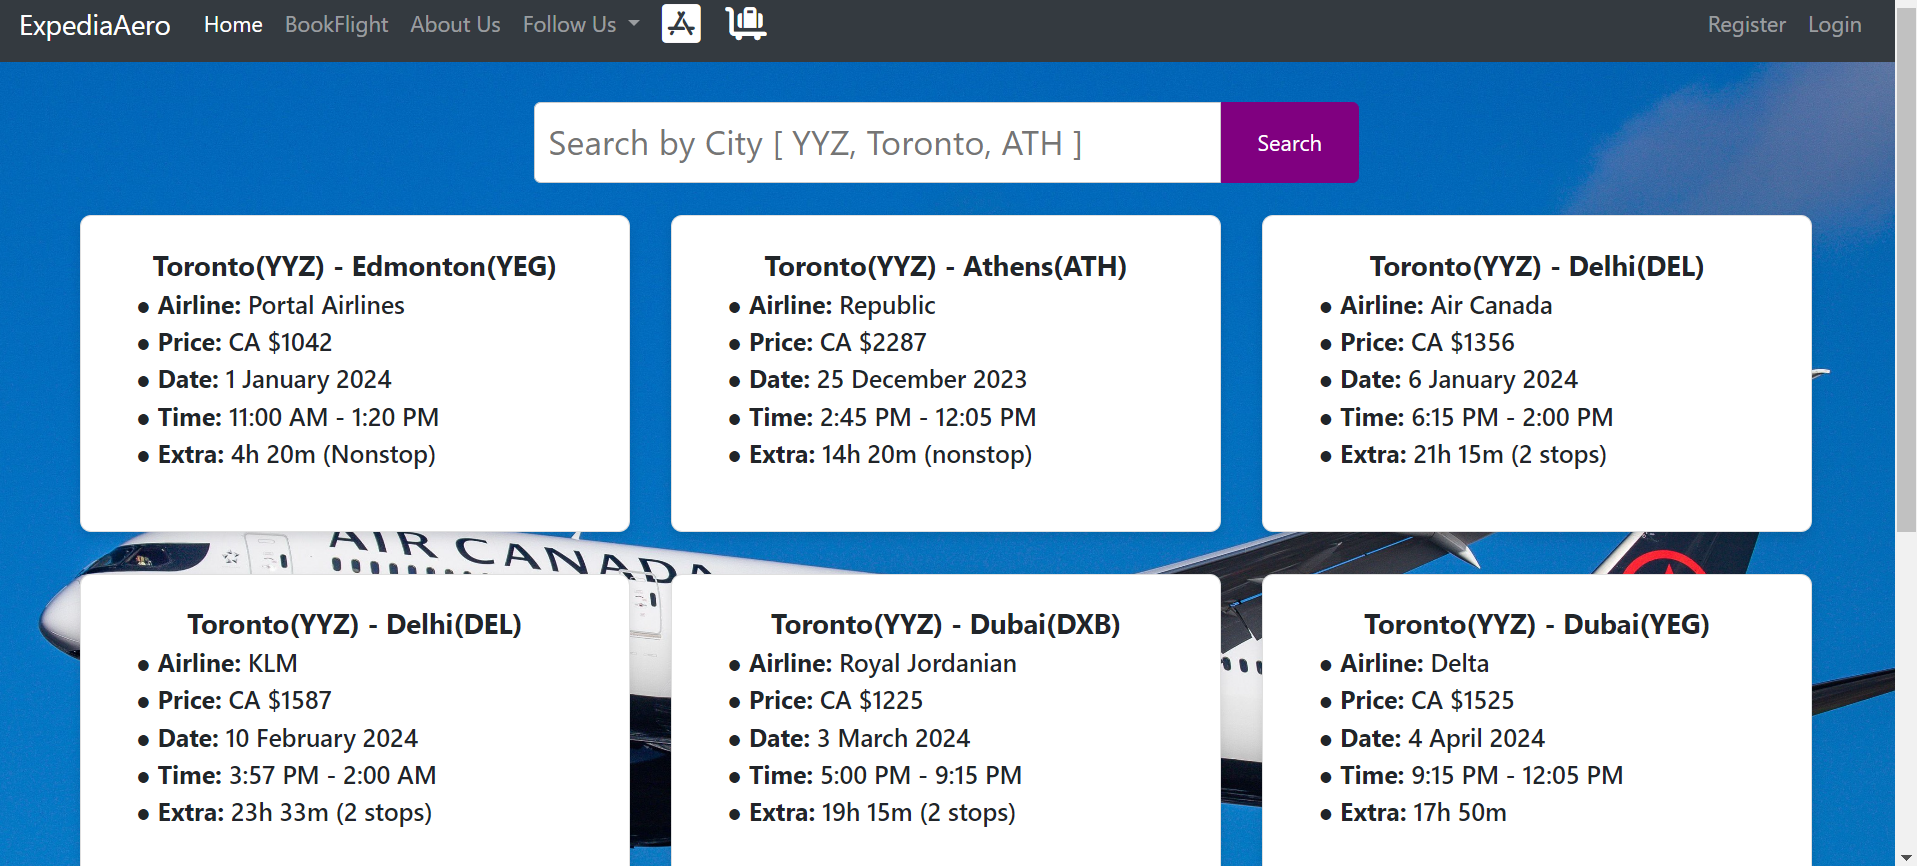 ExpediaAero Home BookFlight About Us Follow Us Register Login
Search by City [ YYZ, Toronto, ATH ] Search
Toronto(YYZ) - Edmonton(YEG)
● Airline: Portal Airlines
● Price: CA $1042
● Date: 1 January 2024
● Time: 11:00 AM - 1:20 PM
● Extra: 4h 20m (Nonstop)
Toronto(YYZ) - Athens(ATH)
● Airline: Republic
● Price: CA $2287
● Date: 25 December 2023
● Time: 2:45 PM - 12:05 PM
● Extra: 14h 20m (nonstop)
Toronto(YYZ) - Delhi(DEL)
● Airline: Air Canada
● Price: CA $1356
● Date: 6 January 2024
● Time: 6:15 PM - 2:00 PM
● Extra: 21h 15m (2 stops)
AIR CANADA
Toronto(YYZ) - Delhi(DEL)
● Airline: KLM
● Price: CA $1587
● Date: 10 February 2024
● Time: 3:57 PM - 2:00 AM
● Extra: 23h 33m (2 stops)
Toronto(YYZ) - Dubai(DXB)
● Airline: Royal Jordanian
● Price: CA $1225
● Date: 3 March 2024
● Time: 5:00 PM - 9:15 PM
● Extra: 19h 15m (2 stops)
Toronto(YYZ) - Dubai(YEG)
● Airline: Delta
● Price: CA $1525
● Date: 4 April 2024
● Time: 9:15 PM - 12:05 PM
● Extra: 17h 50m